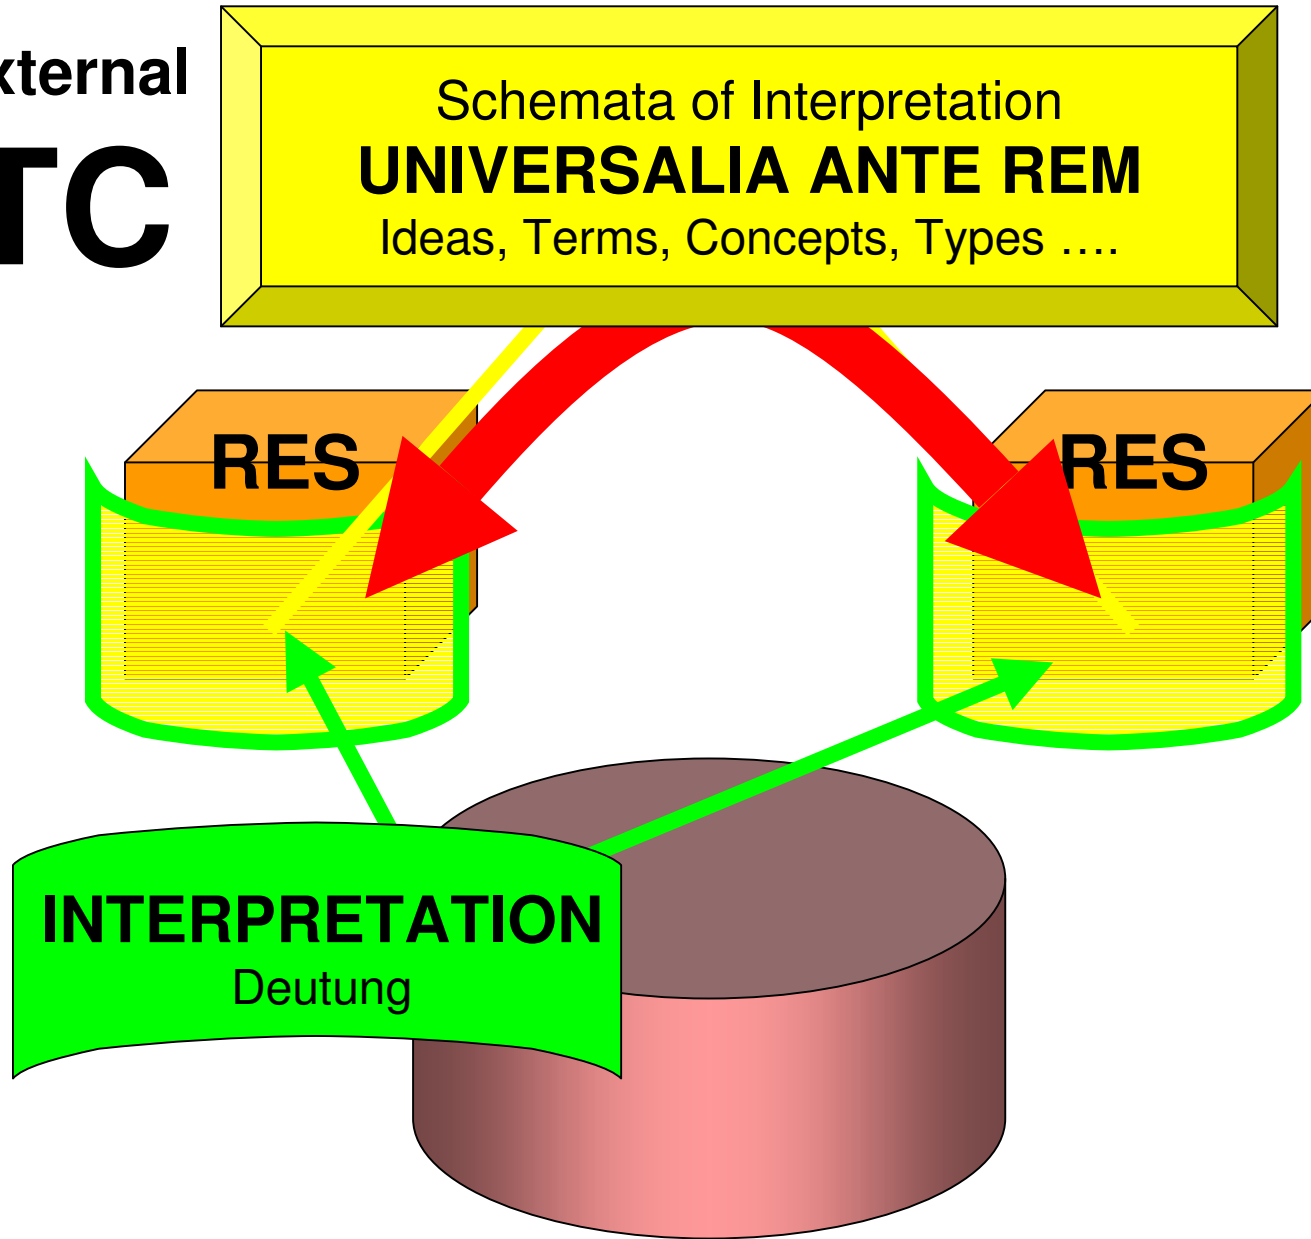 xternal
TC
Schemata of Interpretation
UNIVERSALIA ANTE REM
Ideas, Terms, Concepts, Types ....
RES
RES
INTERPRETATION
Deutung